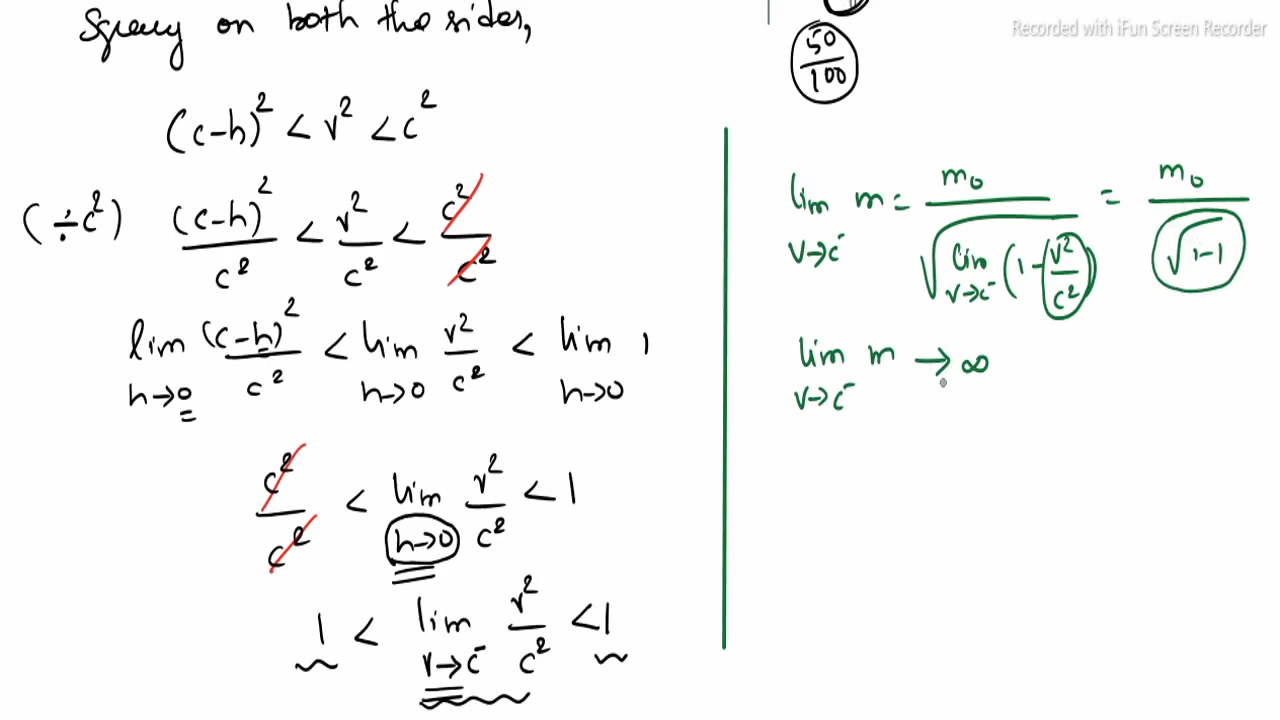 Squary on both the sides,
(c-h)² < v² < c²
(÷c²) (c-h)²/c² < v²/c² < c²/c²
lim h→0 (c-h)²/c² < lim h→0 v²/c² < lim h→0 1
c²/c² < lim h→0 v²/c² < 1
1 < lim v→c⁻ v²/c² < 1
Recorded with iFun Screen Recorder
50/100
lim v→c⁻ m = m₀/√(lim v→c⁻ (1-v²/c²)) = m₀/√(1-1)
lim v→c⁻ m → ∞